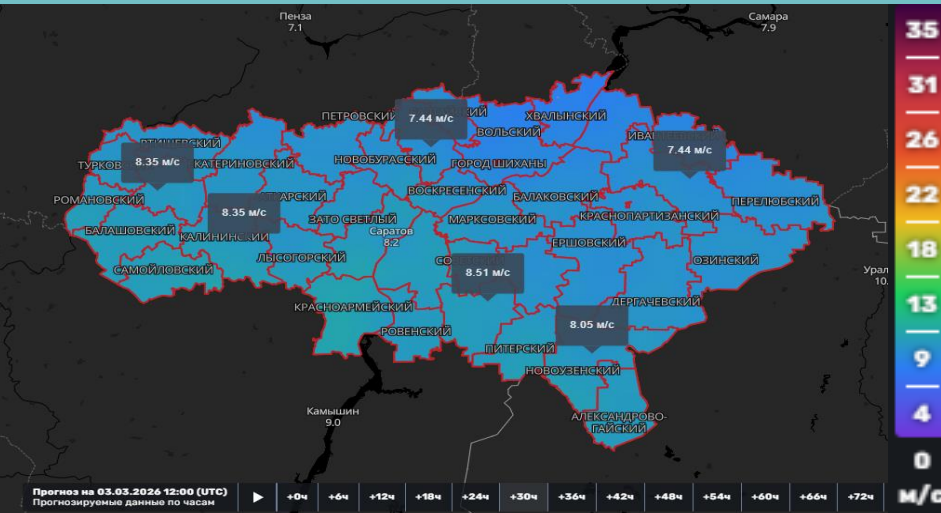 Пенза
7.1
Самара
7.9
35
31
26
22
18
13
9
4
0
м/с
ПЕТРОВСКИЙ
7.44 м/с
ХВАЛЫНСКИЙ
ВОЛЬСКИЙ
7.44 м/с
8.35 м/с
НОВОБУРАССКИЙ
ГОРОД ШИХАНЫ
РОМАНОВСКИЙ
8.35 м/с
ВОСКРЕСЕНСКИЙ
БАЛАКОВСКИЙ
ПЕРЕЛЮБСКИЙ
ЗАТО СВЕТЛЫЙ
МАРКСОВСКИЙ
КРАСНОПАРТИЗАНСКИЙ
БАЛАШОВСКИЙ
КАЛИНИНСКИЙ
Саратов
8.2
ЕРШОВСКИЙ
ЛЫСОГОРСКИЙ
ОЗИНСКИЙ
САМОЙЛОВСКИЙ
8.51 м/с
Урал
10.
КРАСНОАРМЕЙСКИЙ
ДЕРГАЧЕВСКИЙ
РОВЕНСКИЙ
8.05 м/с
ПИТЕРСКИЙ
НОВОУЗЕНСКИЙ
Камышин
9.0
АЛЕКСАНДРОВО-
ГАЙСКИЙ
Прогноз на 03.03.2026 12:00 (UTC)
Прогнозируемые данные по часам
+0ч +6ч +12ч +18ч +24ч +30ч +36ч +42ч +48ч +54ч +60ч +66ч +72ч